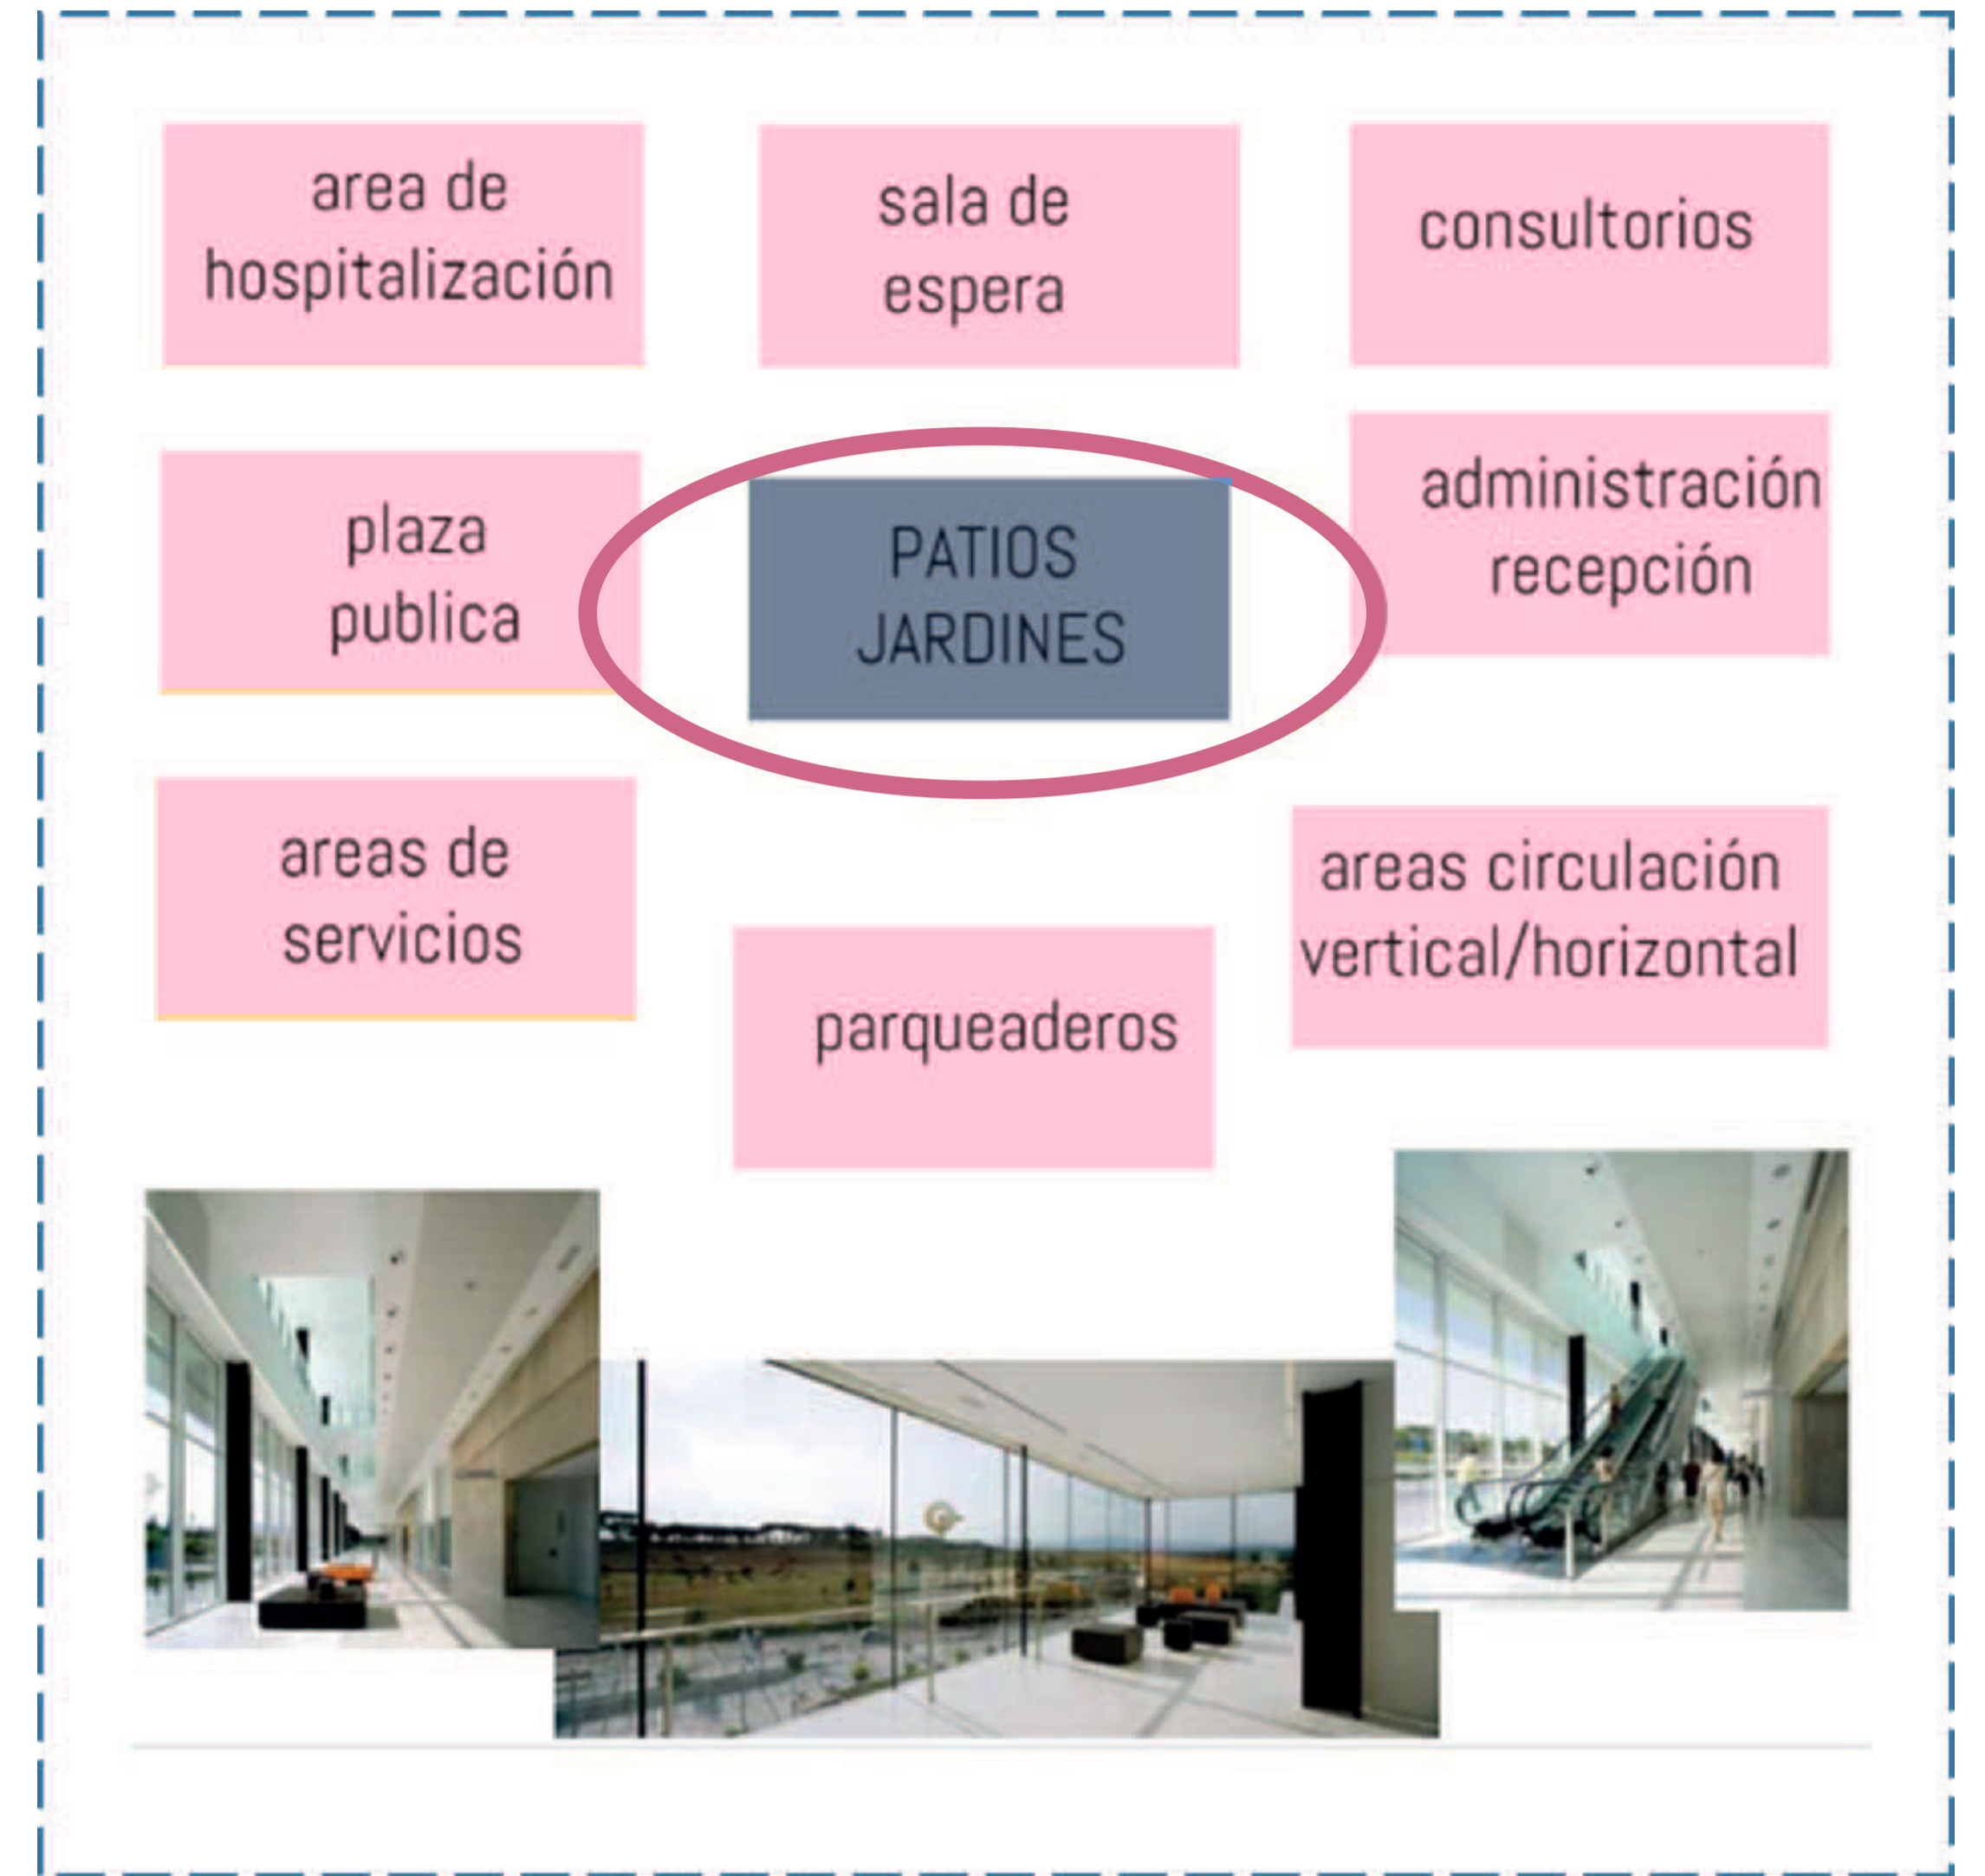 area de
hospitalización
sala de
espera
consultorios
plaza
publica
PATIOS
JARDINES
administración
recepción
areas de
servicios
parqueaderos
areas circulación
vertical/horizontal